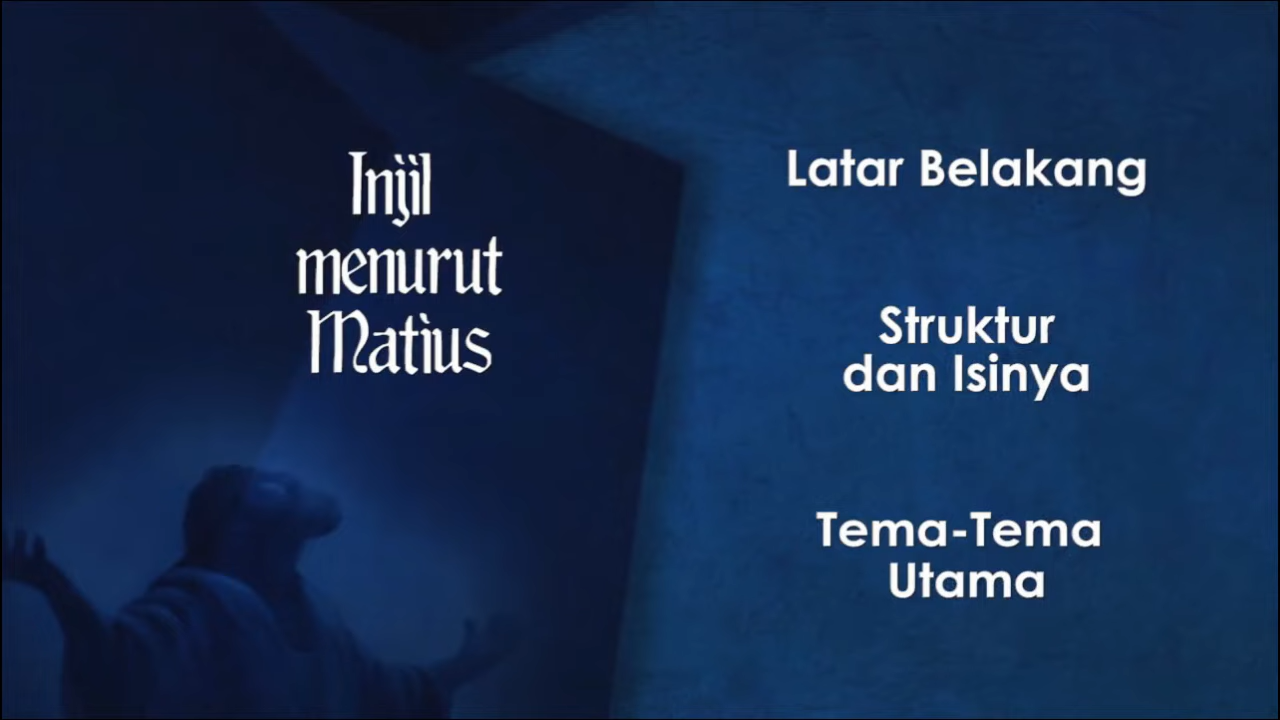 Injil
menurut
Matius
Latar Belakang
Struktur
dan Isinya
Tema-Tema
Utama